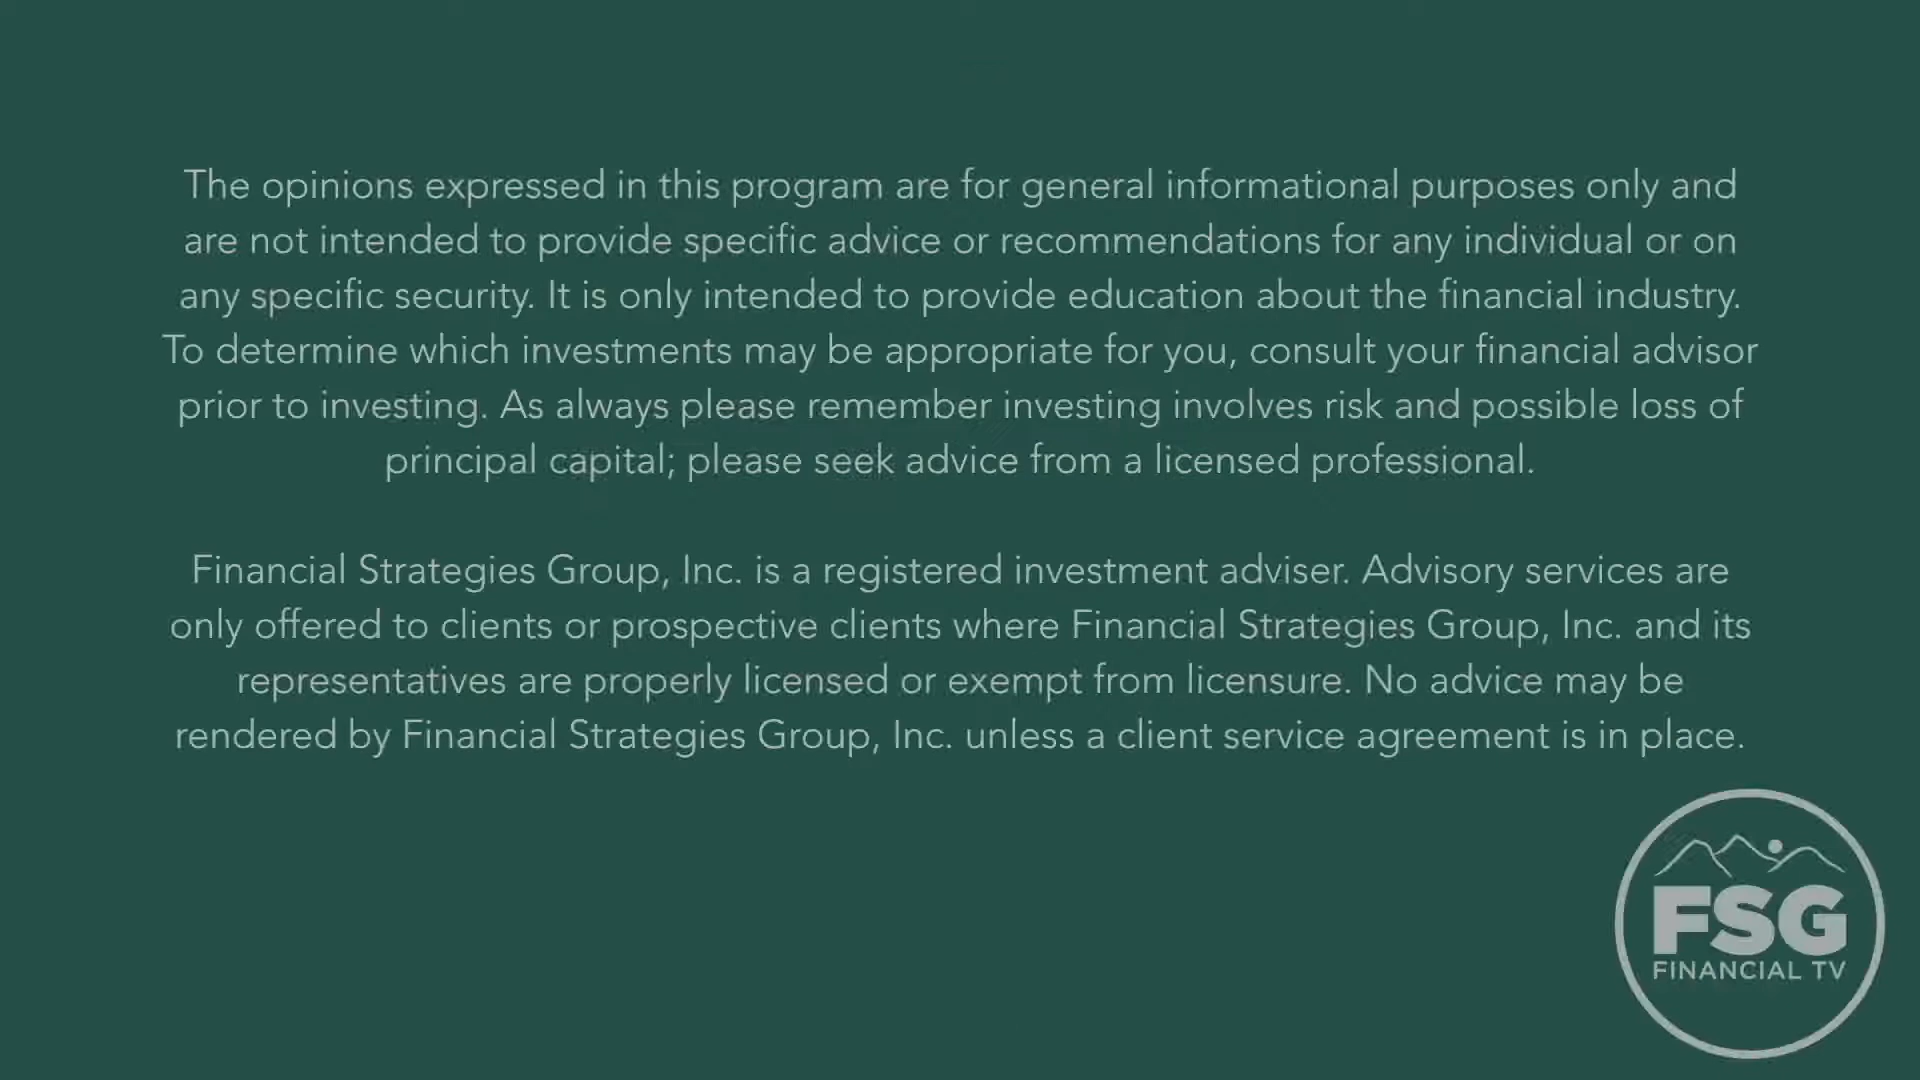 The opinions expressed in this program are for general informational purposes only and
are not intended to provide specific advice or recommendations for any individual or on
any specific security. It is only intended to provide education about the financial industry.
To determine which investments may be appropriate for you, consult your financial advisor
prior to investing. As always please remember investing involves risk and possible loss of
principal capital; please seek advice from a licensed professional.
Financial Strategies Group, Inc. is a registered investment adviser. Advisory services are
only offered to clients or prospective clients where Financial Strategies Group, Inc. and its
representatives are properly licensed or exempt from licensure. No advice may be
rendered by Financial Strategies Group, Inc. unless a client service agreement is in place.
FSG
FINANCIAL TV